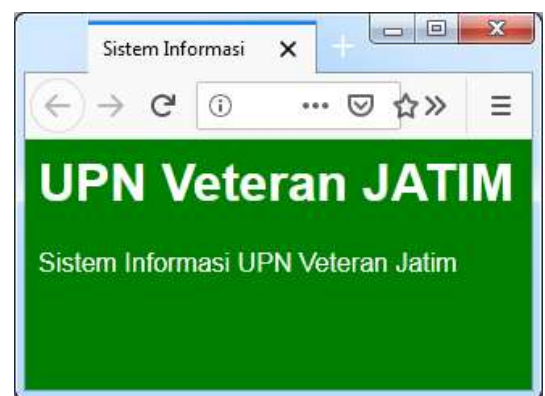 Sistem Informasi
UPN Veteran JATIM
Sistem Informasi UPN Veteran Jatim